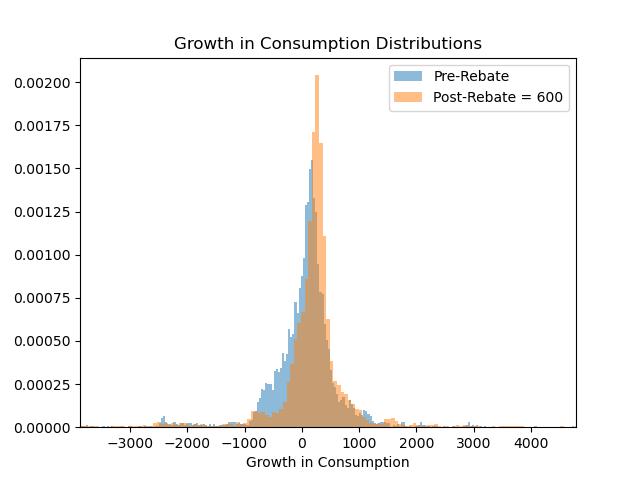 Growth in Consumption Distributions
Pre-Rebate
Post-Rebate = 600
0.00200
0.00175
0.00150
0.00125
0.00100
0.00075
0.00050
0.00025
0.00000
−3000 −2000 −1000 0 1000 2000 3000 4000
Growth in Consumption